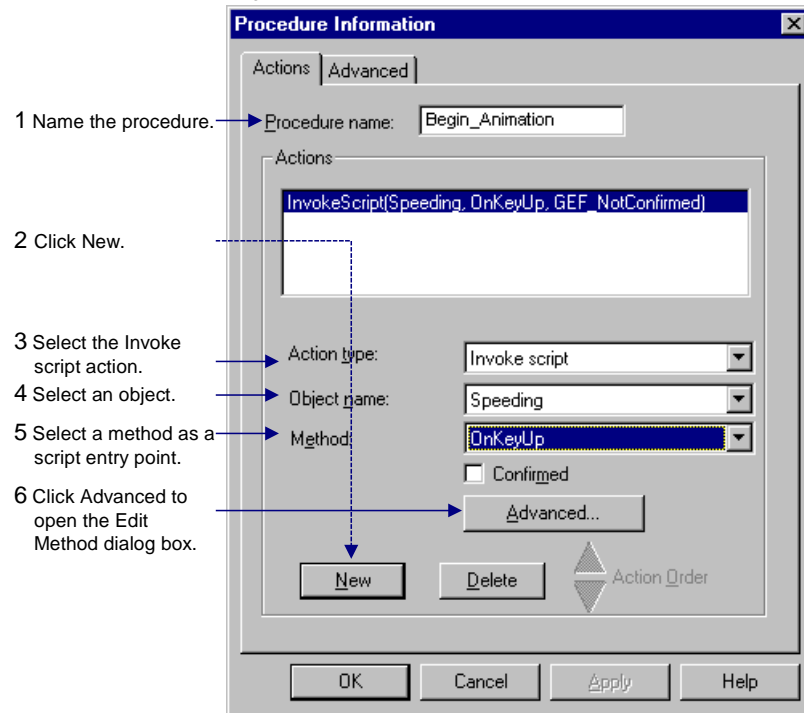 Procedure Information
Actions Advanced
1 Name the procedure.
Procedure name: Begin_Animation
Actions
InvokeScript(Speeding, OnKeyUp, GEF_NotConfirmed)
2 Click New.
3 Select the Invoke
script action.
Action type: Invoke script
4 Select an object.
Object name: Speeding
5 Select a method as a
script entry point.
Method: OnKeyUp
Confirmed
6 Click Advanced to
open the Edit
Method dialog box.
Advanced...
New Delete Action Order
OK Cancel Apply Help